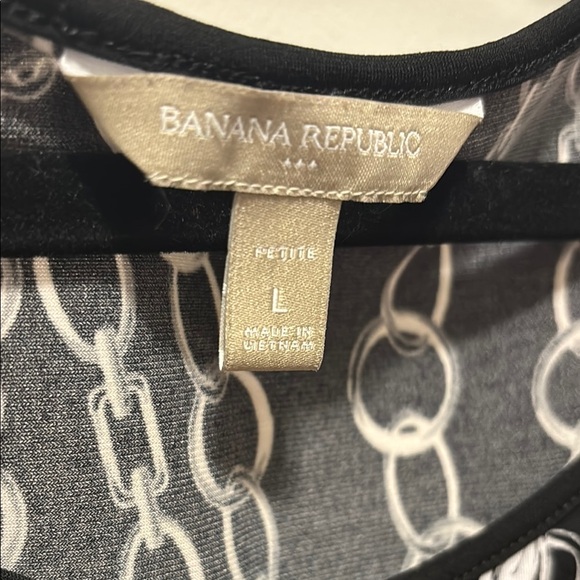 BANANA REPUBLIC
PETITE
L
MADE IN
VIETNAM